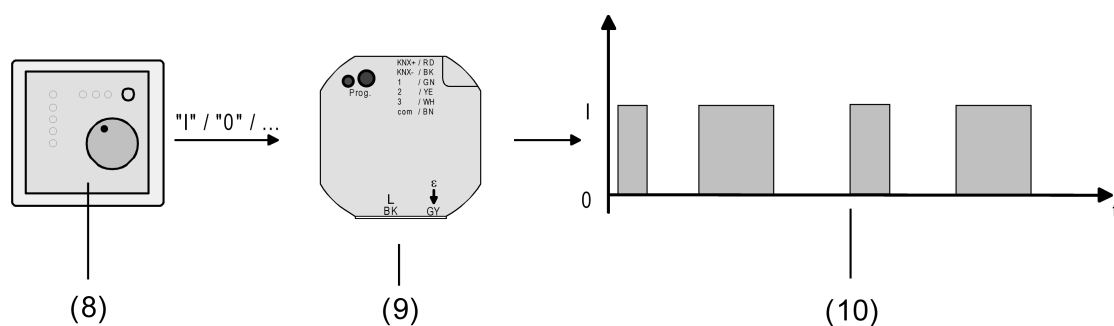 "I" / "0" / ...
KNX+ / RD
KNX- / BK
1 / GN
2 / YE
3 / WH
com / BN
Prog.
L
BK
ε
GY
I
0
t
(8)
(9)
(10)